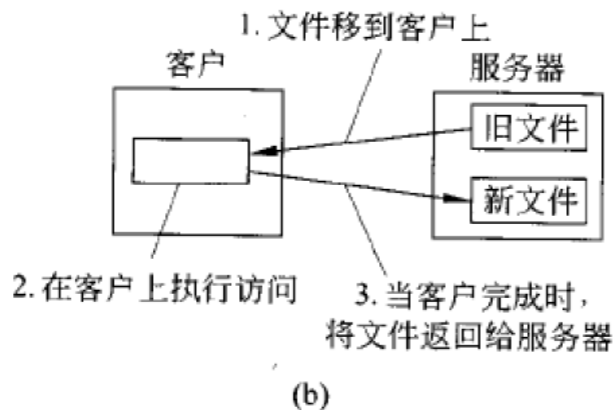 1. 文件移到客户上
客户
服务器
旧文件
新文件
2. 在客户上执行访问
3. 当客户完成时，
将文件返回给服务器
(b)